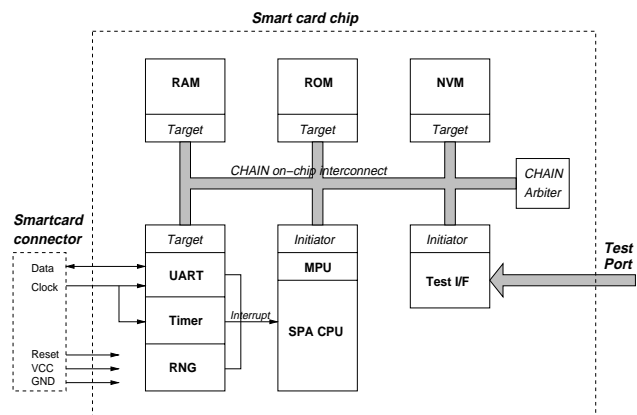 Smart card chip
RAM
ROM
NVM
Target
Target
Target
CHAIN on-chip interconnect
CHAIN
Arbiter
Smartcard
connector
Target
Initiator
Initiator
Test
Port
Data
UART
MPU
Test I/F
Clock
Timer
Interrupt
SPA CPU
Reset
VCC
RNG
GND